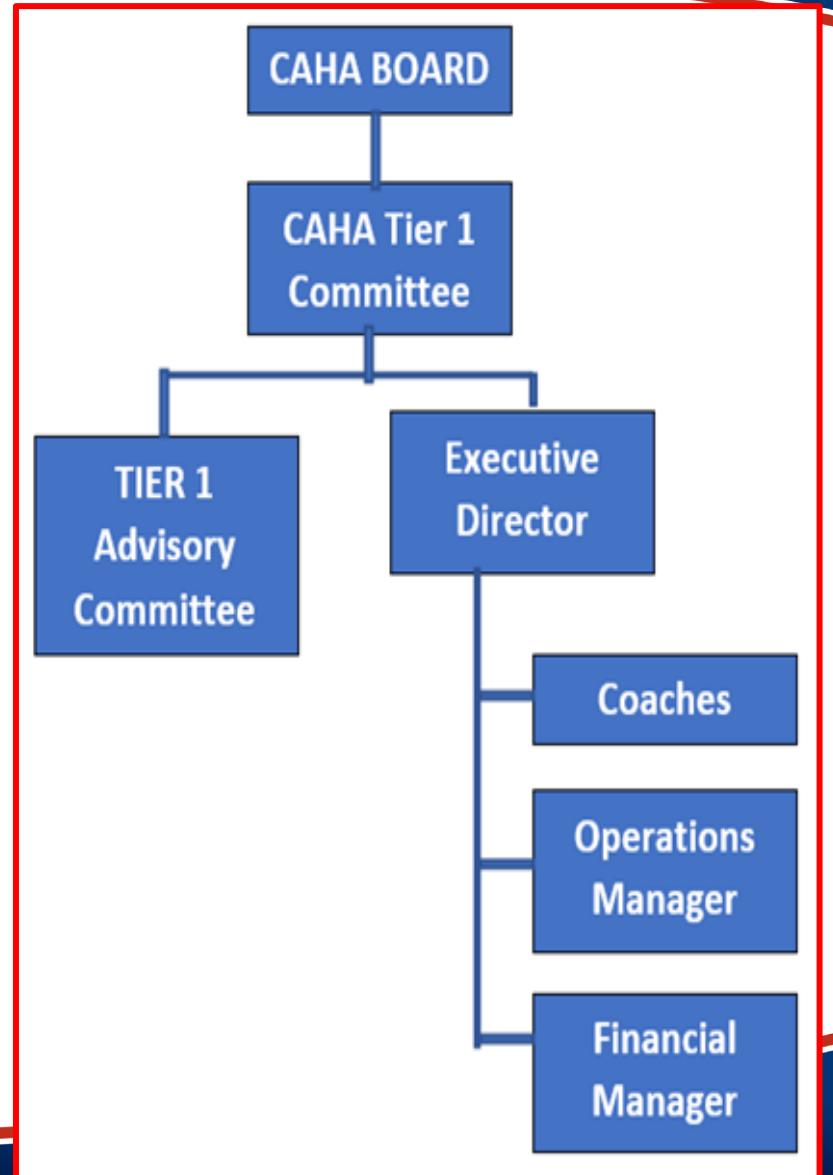 CAHA BOARD
CAHA Tier 1
Committee
TIER 1
Advisory
Committee
Executive
Director
Coaches
Operations
Manager
Financial
Manager